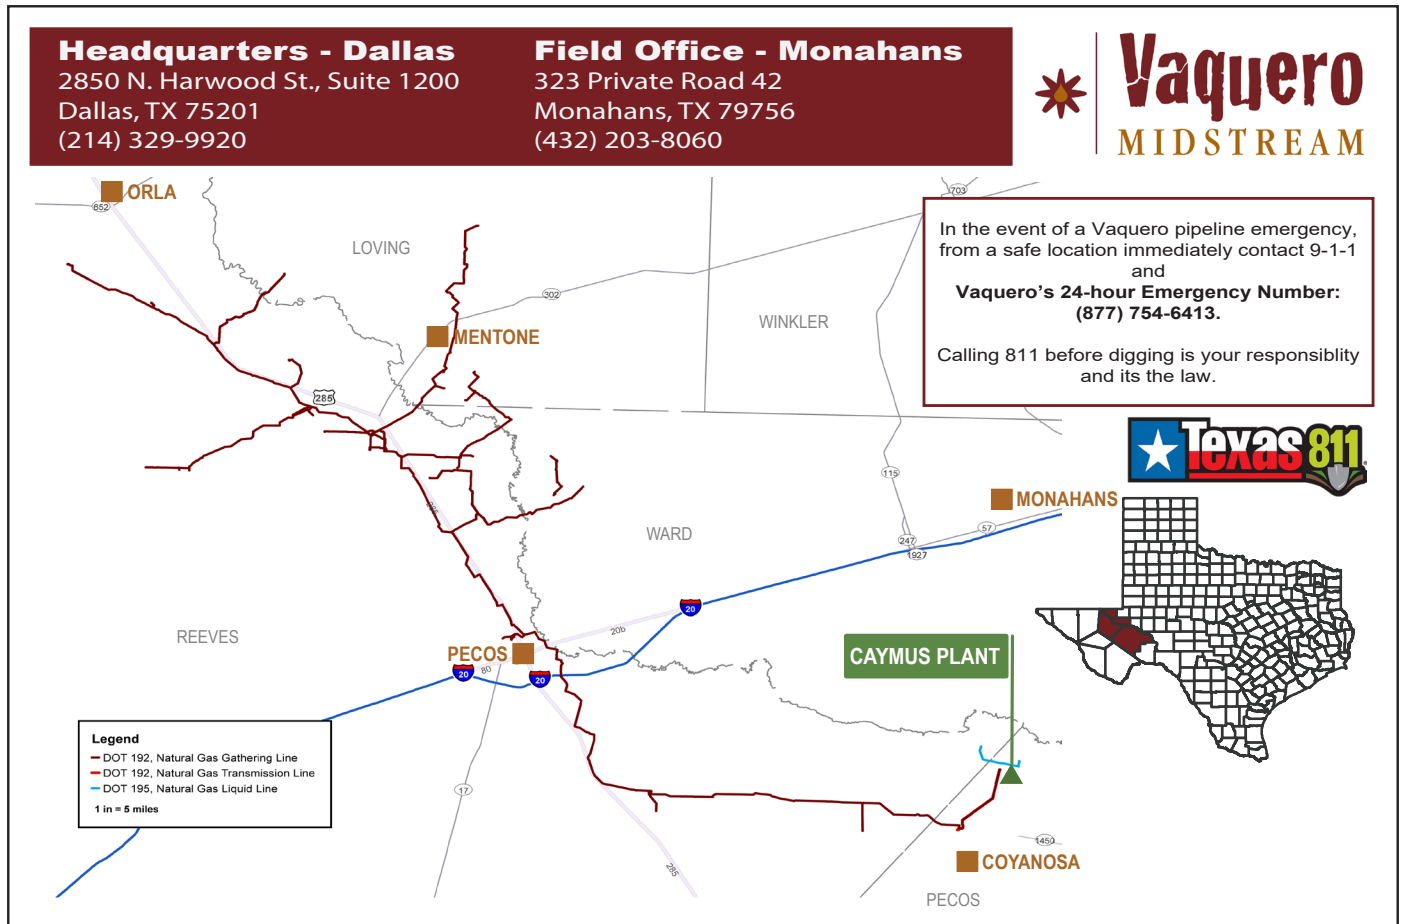 Headquarters - Dallas
2850 N. Harwood St., Suite 1200
Dallas, TX 75201
(214) 329-9920
Field Office - Monahans
323 Private Road 42
Monahans, TX 79756
(432) 203-8060
Vaquero
MIDSTREAM
In the event of a Vaquero pipeline emergency,
from a safe location immediately contact 9-1-1
and
Vaquero's 24-hour Emergency Number:
(877) 754-6413.
Calling 811 before digging is your responsiblity
and its the law.
Texas 811
ORLA
652
LOVING
703
302
WINKLER
MENTONE
285
115
MONAHANS
285
57
WARD
247
1927
20
20b
REEVES
PECOS
80
20
20
CAYMUS PLANT
Legend
DOT 192, Natural Gas Gathering Line
DOT 192, Natural Gas Transmission Line
DOT 195, Natural Gas Liquid Line
1 in = 5 miles
17
1450
285
COYANOSA
PECOS